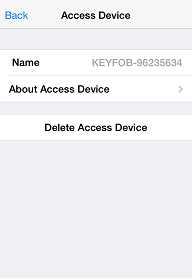 Back Access Device
Name KEYFOB-96235634
About Access Device
Delete Access Device